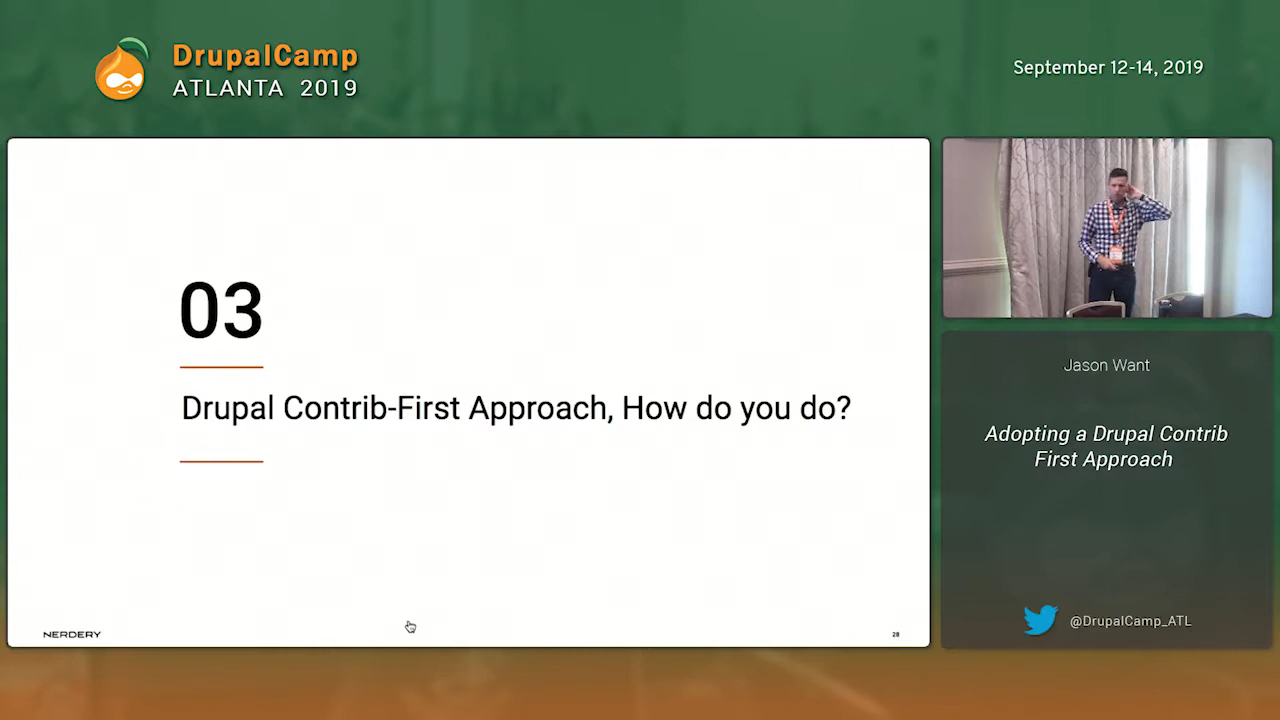 DrupalCamp
ATLANTA 2019
September 12-14, 2019
03
Drupal Contrib-First Approach, How do you do?
NERDERY
28
Jason Want
Adopting a Drupal Contrib
First Approach
@DrupalCamp_ATL